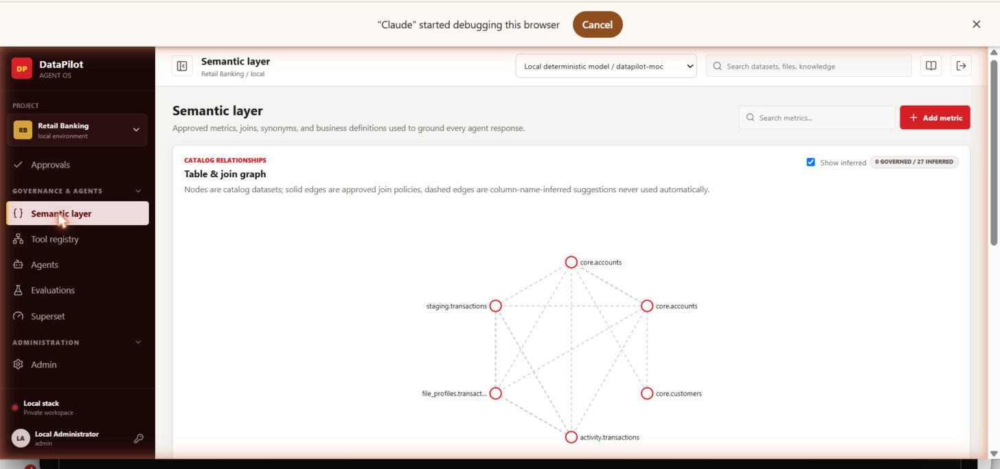 "Claude" started debugging this browser
Cancel
DP
DataPilot
AGENT OS
PROJECT
RB
Retail Banking
local environment
Approvals
GOVERNANCE & AGENTS
Semantic layer
Tool registry
Agents
Evaluations
Superset
ADMINISTRATION
Admin
Local stack
Private workspace
LA
Local Administrator
admin
Semantic layer
Retail Banking / local
Local deterministic model / datapilot-moc
Search datasets, files, knowledge
Semantic layer
Approved metrics, joins, synonyms, and business definitions used to ground every agent response.
Search metrics...
Add metric
CATALOG RELATIONSHIPS
Table & join graph
Nodes are catalog datasets; solid edges are approved join policies, dashed edges are column-name-inferred suggestions never used automatically.
Show inferred
0 GOVERNED / 27 INFERRED
core.accounts
staging.transactions
core.accounts
file_profiles.transact...
core.customers
activity.transactions